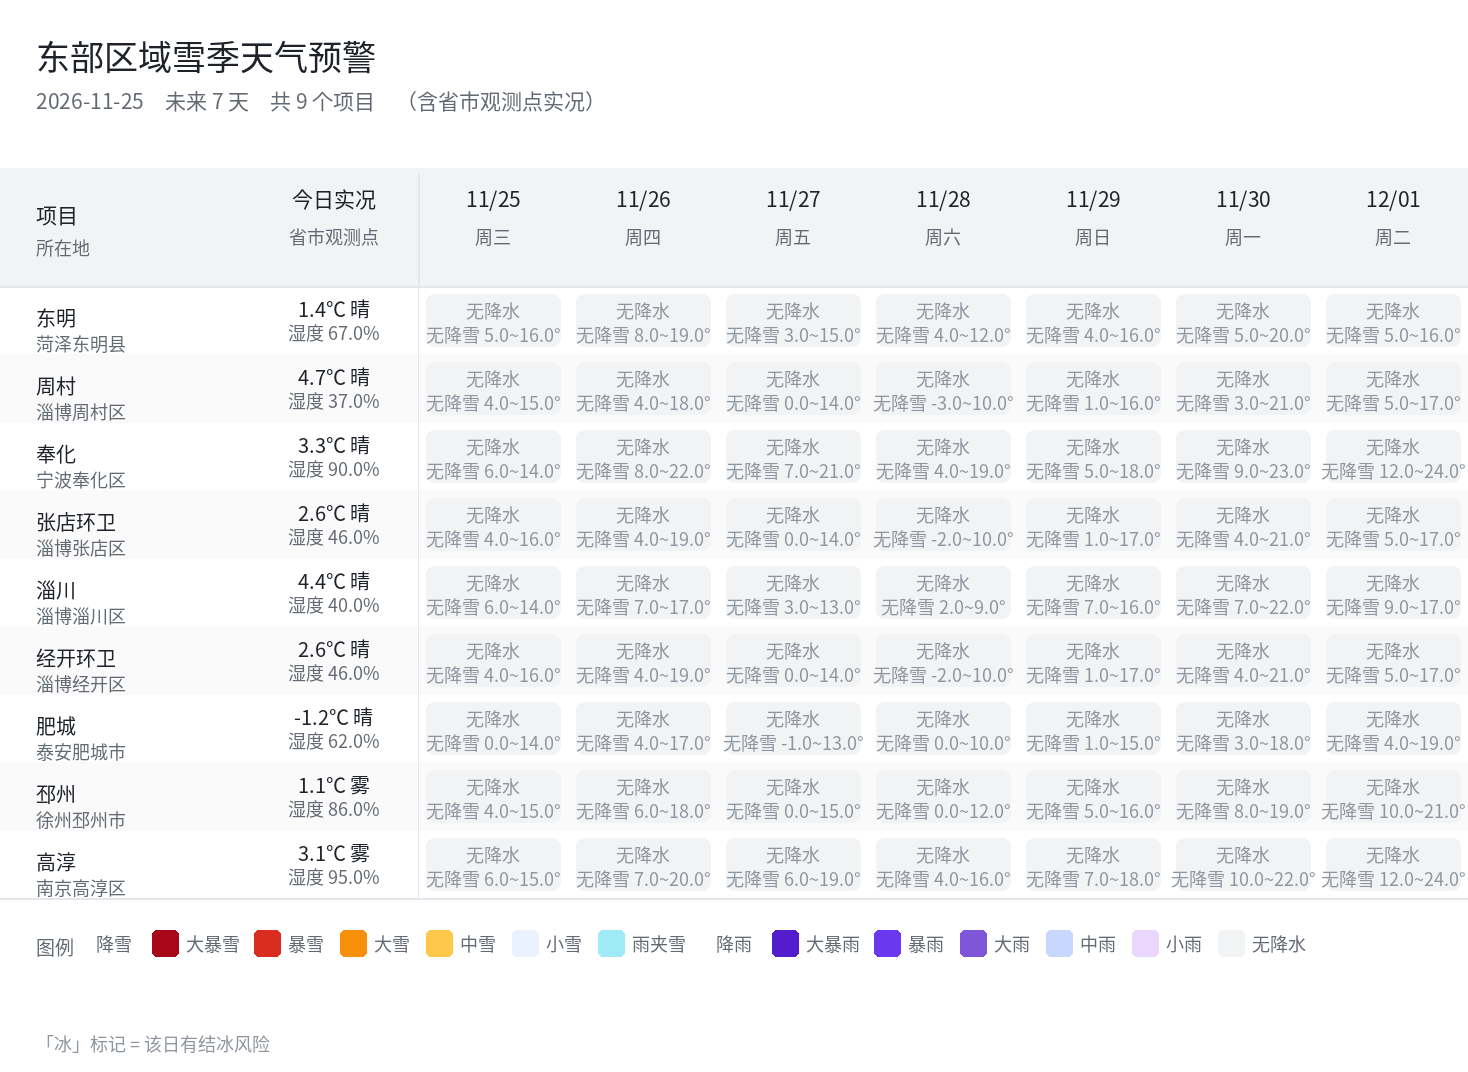 东部区域雪季天气预警
2026-11-25 未来 7 天 共 9 个项目 （含省市观测点实况）
项目 今日实况 11/25 11/26 11/27 11/28 11/29 11/30 12/01
所在地 省市观测点 周三 周四 周五 周六 周日 周一 周二
东明 1.4°C 晴 无降水 无降水 无降水 无降水 无降水 无降水 无降水
菏泽东明县 湿度 67.0% 无降雪 5.0~16.0° 无降雪 8.0~19.0° 无降雪 3.0~15.0° 无降雪 4.0~12.0° 无降雪 4.0~16.0° 无降雪 5.0~20.0° 无降雪 5.0~16.0°
周村 4.7°C 晴 无降水 无降水 无降水 无降水 无降水 无降水 无降水
淄博周村区 湿度 37.0% 无降雪 4.0~15.0° 无降雪 4.0~18.0° 无降雪 0.0~14.0° 无降雪 -3.0~10.0° 无降雪 1.0~16.0° 无降雪 3.0~21.0° 无降雪 5.0~17.0°
奉化 3.3°C 晴 无降水 无降水 无降水 无降水 无降水 无降水 无降水
宁波奉化区 湿度 90.0% 无降雪 6.0~14.0° 无降雪 8.0~22.0° 无降雪 7.0~21.0° 无降雪 4.0~19.0° 无降雪 5.0~18.0° 无降雪 9.0~23.0° 无降雪 12.0~24.0°
张店环卫 2.6°C 晴 无降水 无降水 无降水 无降水 无降水 无降水 无降水
淄博张店区 湿度 46.0% 无降雪 4.0~16.0° 无降雪 4.0~19.0° 无降雪 0.0~14.0° 无降雪 -2.0~10.0° 无降雪 1.0~17.0° 无降雪 4.0~21.0° 无降雪 5.0~17.0°
淄川 4.4°C 晴 无降水 无降水 无降水 无降水 无降水 无降水 无降水
淄博淄川区 湿度 40.0% 无降雪 6.0~14.0° 无降雪 7.0~17.0° 无降雪 3.0~13.0° 无降雪 2.0~9.0° 无降雪 7.0~16.0° 无降雪 7.0~22.0° 无降雪 9.0~17.0°
经开环卫 2.6°C 晴 无降水 无降水 无降水 无降水 无降水 无降水 无降水
淄博经开区 湿度 46.0% 无降雪 4.0~16.0° 无降雪 4.0~19.0° 无降雪 0.0~14.0° 无降雪 -2.0~10.0° 无降雪 1.0~17.0° 无降雪 4.0~21.0° 无降雪 5.0~17.0°
肥城 -1.2°C 晴 无降水 无降水 无降水 无降水 无降水 无降水 无降水
泰安肥城市 湿度 62.0% 无降雪 0.0~14.0° 无降雪 4.0~17.0° 无降雪 -1.0~13.0° 无降雪 0.0~10.0° 无降雪 1.0~15.0° 无降雪 3.0~18.0° 无降雪 4.0~19.0°
邳州 1.1°C 雾 无降水 无降水 无降水 无降水 无降水 无降水 无降水
徐州邳州市 湿度 86.0% 无降雪 4.0~15.0° 无降雪 6.0~18.0° 无降雪 0.0~15.0° 无降雪 0.0~12.0° 无降雪 5.0~16.0° 无降雪 8.0~19.0° 无降雪 10.0~21.0°
高淳 3.1°C 雾 无降水 无降水 无降水 无降水 无降水 无降水 无降水
南京高淳区 湿度 95.0% 无降雪 6.0~15.0° 无降雪 7.0~20.0° 无降雪 6.0~19.0° 无降雪 4.0~16.0° 无降雪 7.0~18.0° 无降雪 10.0~22.0° 无降雪 12.0~24.0°
图例 降雪 大暴雪 暴雪 大雪 中雪 小雪 雨夹雪 降雨 大暴雨 暴雨 大雨 中雨 小雨 无降水
「冰」标记 = 该日有结冰风险